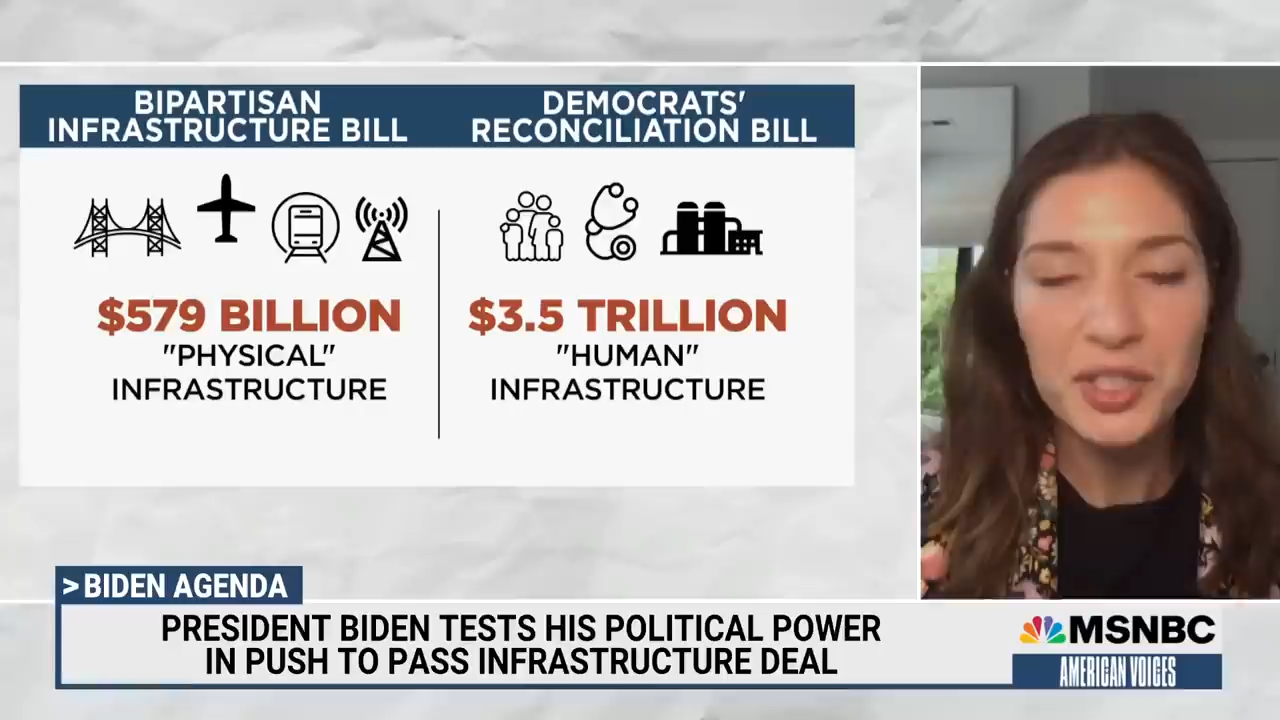 BIPARTISAN
INFRASTRUCTURE BILL
DEMOCRATS'
RECONCILIATION BILL
$579 BILLION
"PHYSICAL"
INFRASTRUCTURE
$3.5 TRILLION
"HUMAN"
INFRASTRUCTURE
> BIDEN AGENDA
PRESIDENT BIDEN TESTS HIS POLITICAL POWER
IN PUSH TO PASS INFRASTRUCTURE DEAL
MSNBC
AMERICAN VOICES